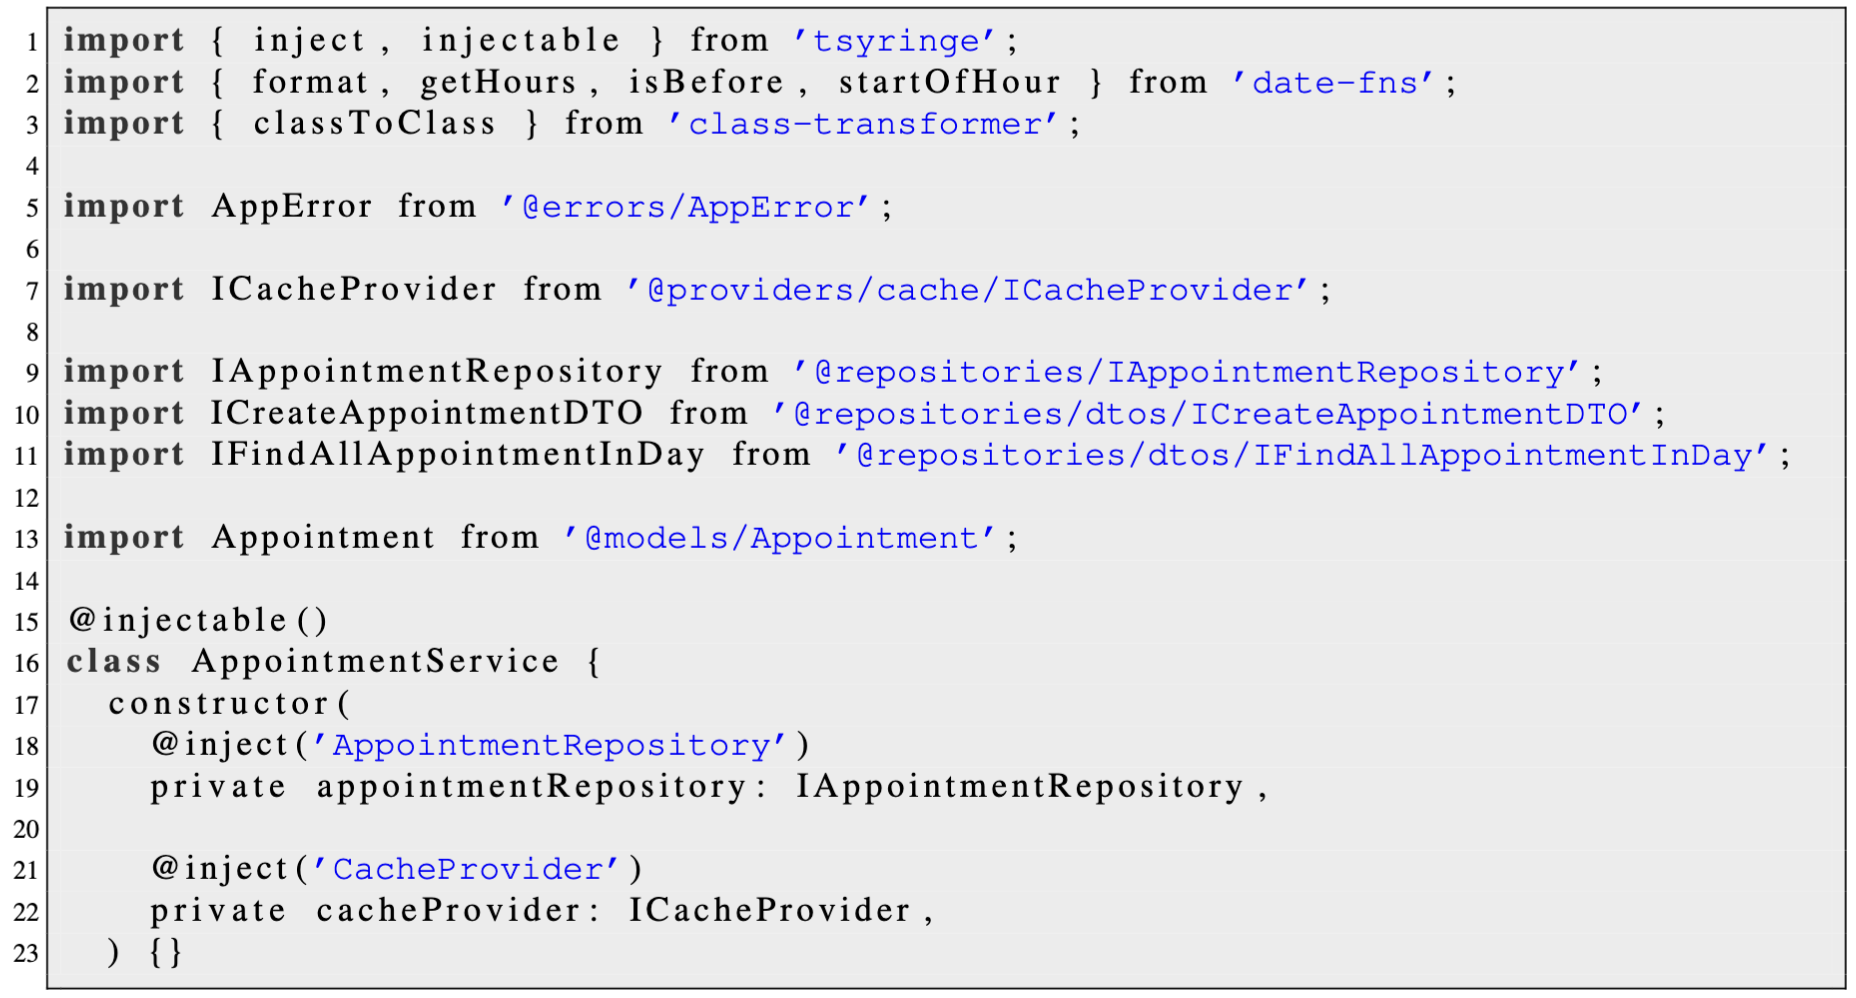 1 import { inject, injectable } from 'tsyringe';
2 import { format, getHours, isBefore, startOfHour } from 'date-fns';
3 import { classToClass } from 'class-transformer';
4
5 import AppError from '@errors/AppError';
6
7 import ICacheProvider from '@providers/cache/ICacheProvider';
8
9 import IAppointmentRepository from '@repositories/IAppointmentRepository';
10 import ICreateAppointmentDTO from '@repositories/dtos/ICreateAppointmentDTO';
11 import IFindAllAppointmentInDay from '@repositories/dtos/IFindAllAppointmentInDay';
12
13 import Appointment from '@models/Appointment';
14
15 @injectable()
16 class AppointmentService {
17   constructor(
18     @inject('AppointmentRepository')
19     private appointmentRepository: IAppointmentRepository,
20
21     @inject('CacheProvider')
22     private cacheProvider: ICacheProvider,
23   ) {}